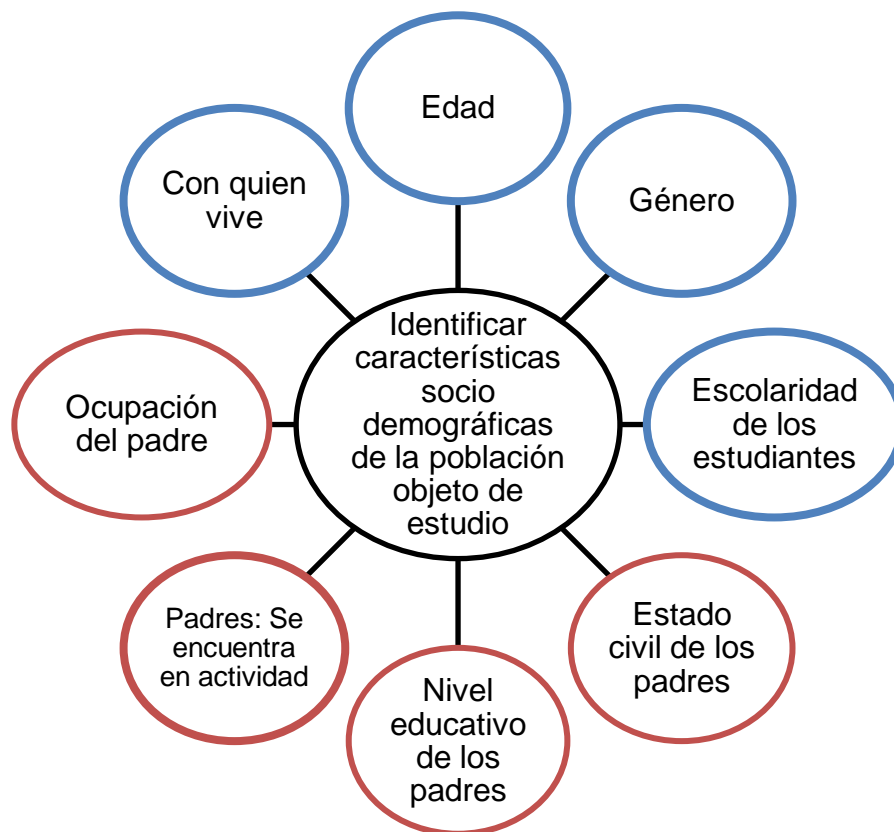 Edad
Género
Escolaridad
de los
estudiantes
Estado
civil de los
padres
Nivel
educativo
de los
padres
Padres: Se
encuentra
en actividad
Ocupación
del padre
Con quien
vive
Identificar
características
socio
demográficas
de la población
objeto de
estudio